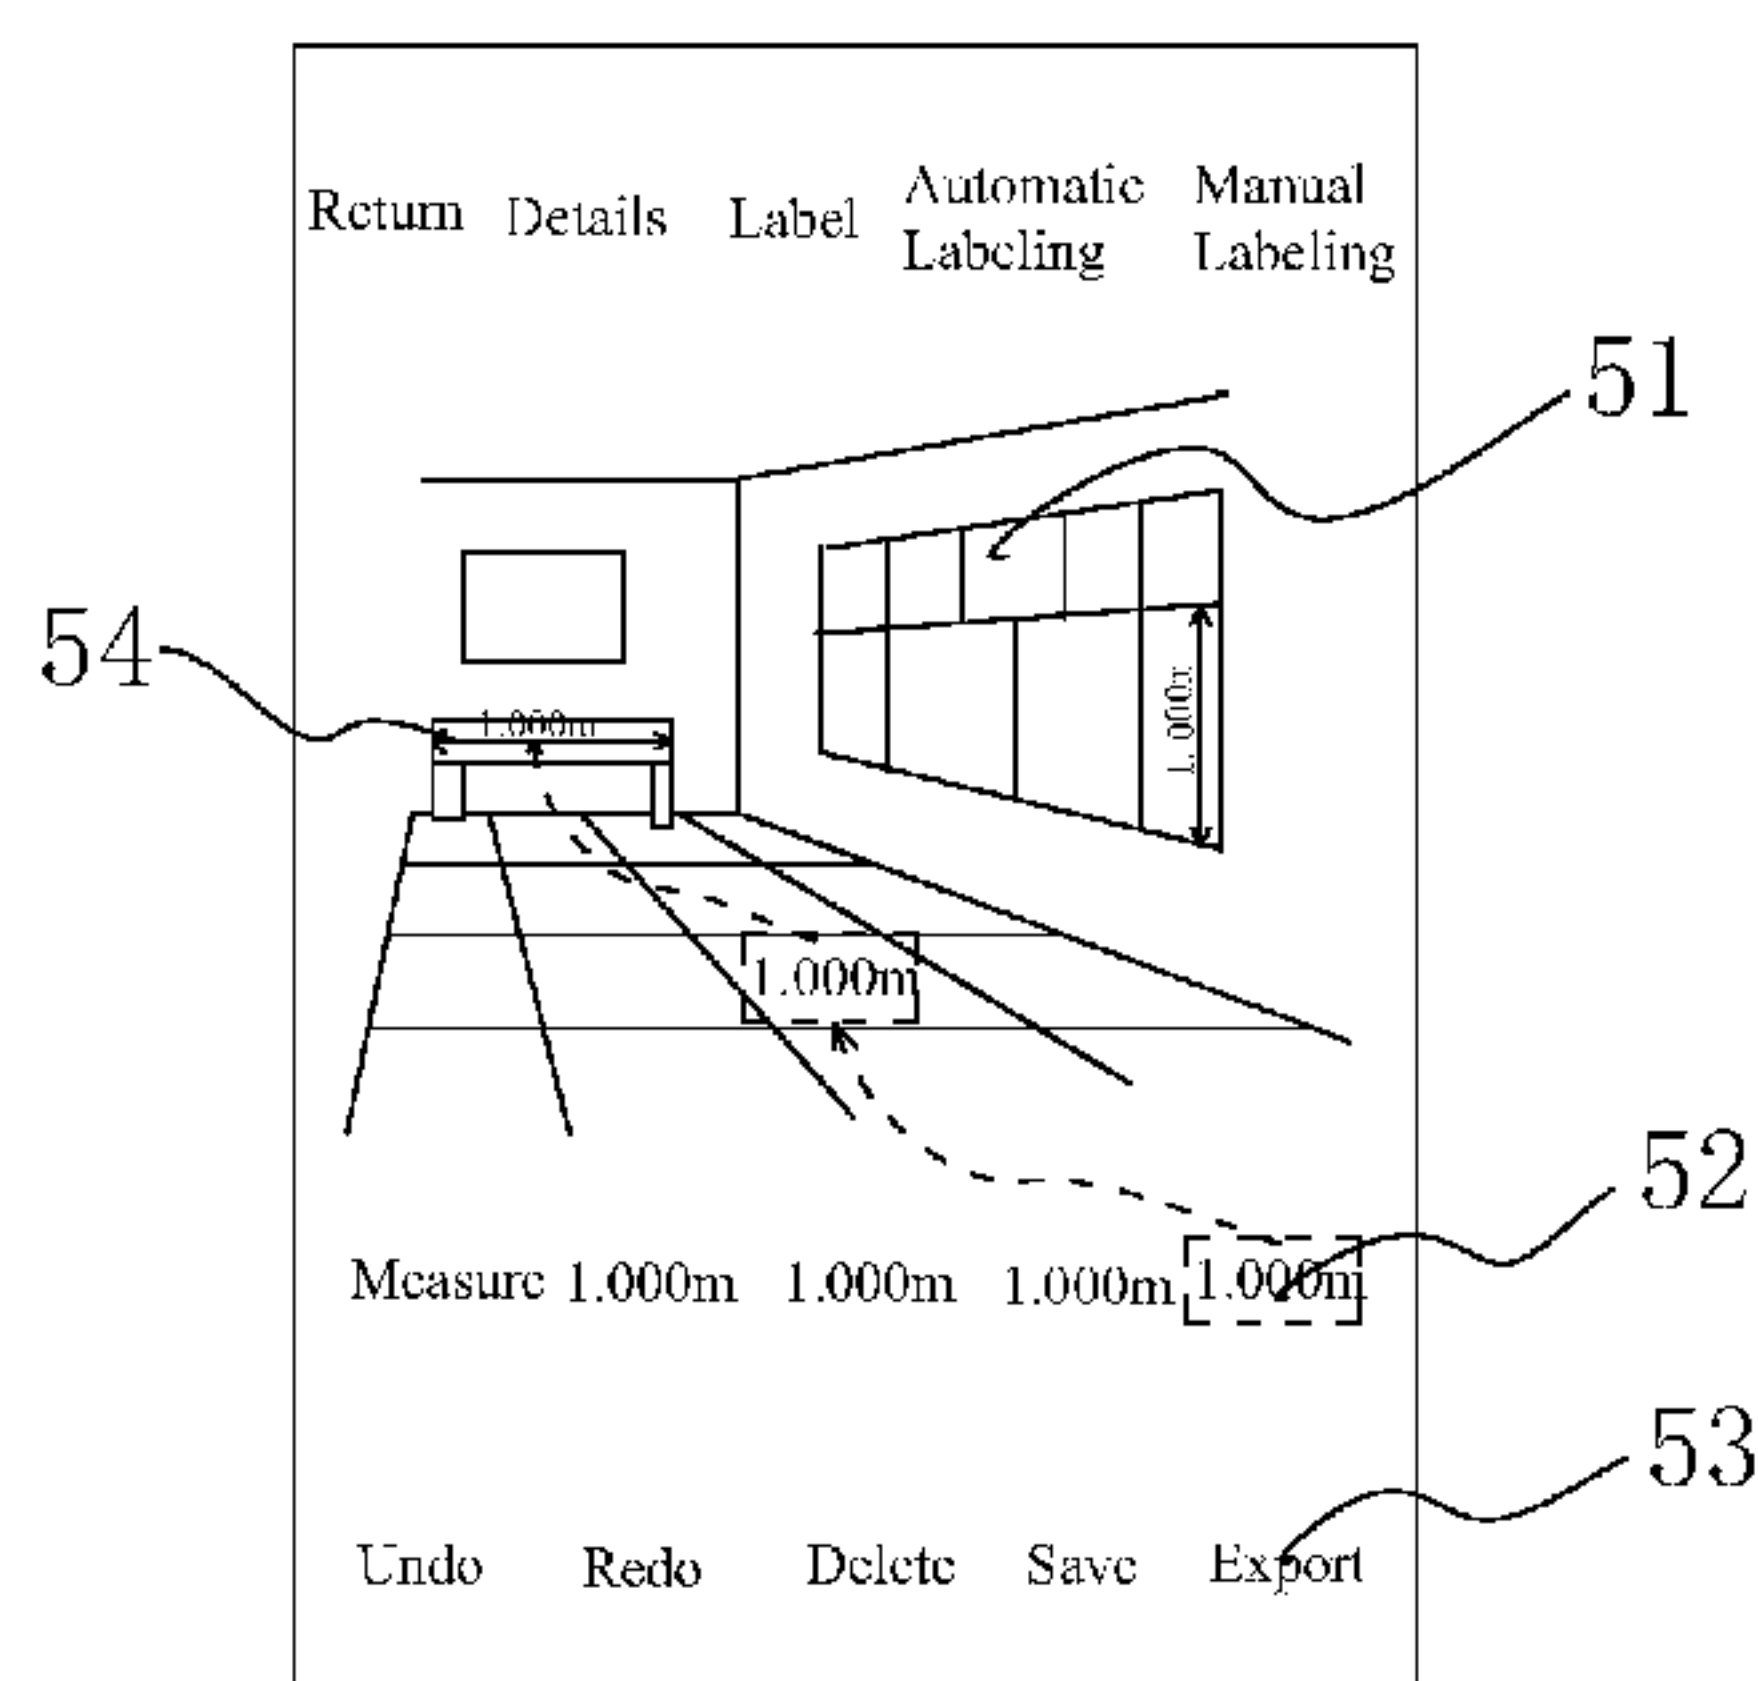 Return Details Label Automatic Labeling Manual Labeling
51
54
1.000m
1.000m
1.000m
52
Measure 1.000m 1.000m 1.000m 1.000m
53
Undo Redo Delete Save Export